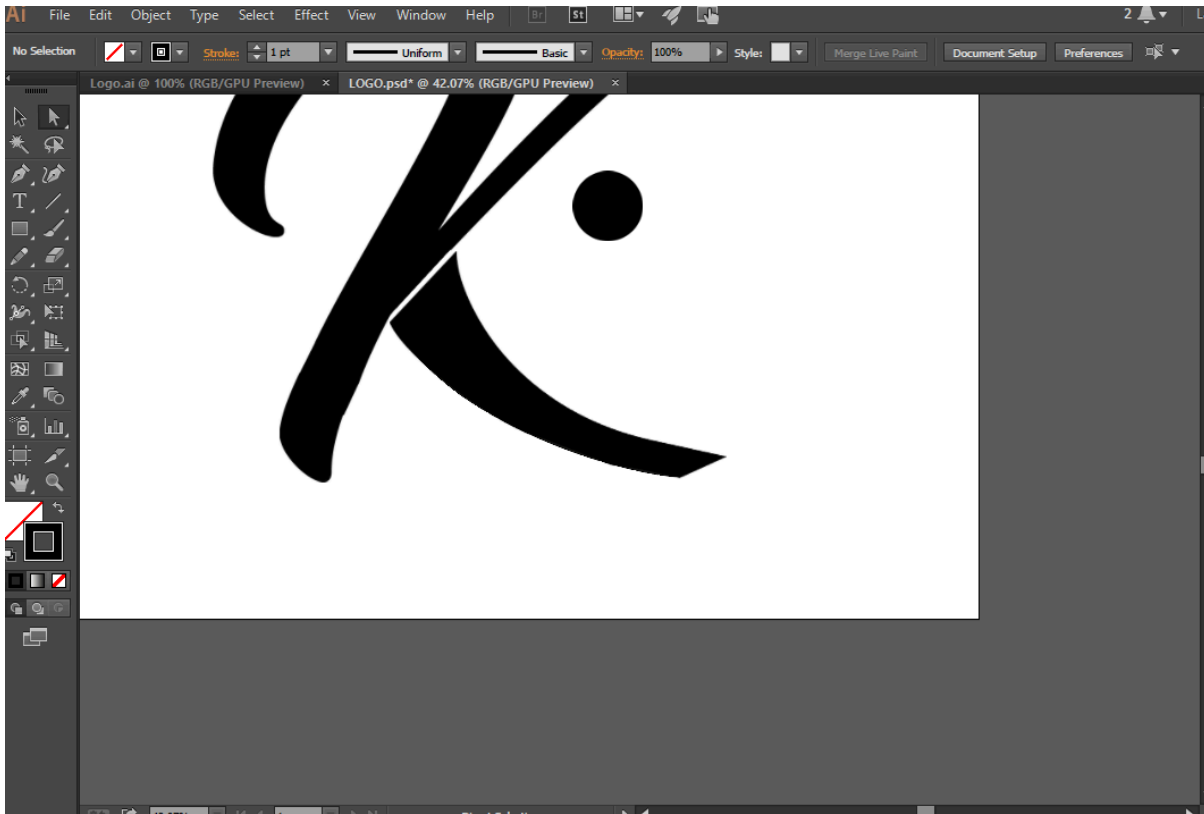 Ai File Edit Object Type Select Effect View Window Help Br St 2
No Selection Stroke: 1 pt Uniform Basic Opacity: 100% Style: Merge Live Paint Document Setup Preferences
Logo.ai @ 100% (RGB/GPU Preview) × LOGO.psd* @ 42.07% (RGB/GPU Preview) ×
T